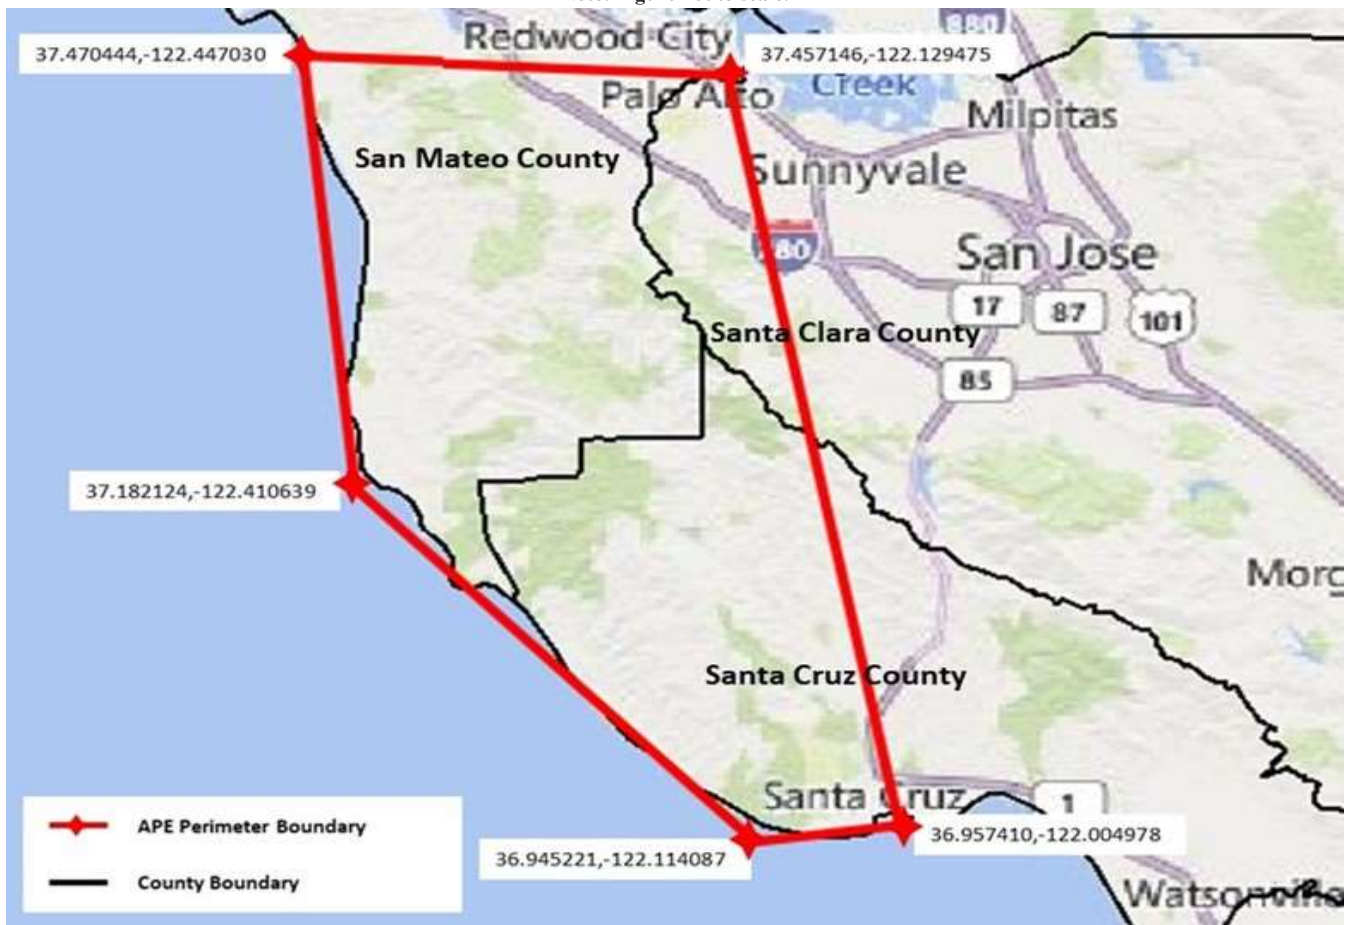 880
Redwood City
37.470444,-122.447030
37.457146,-122.129475
Creek
Palo Alto
Milpitas
San Mateo County
Sunnyvale
San Jose
17
87
101
Santa Clara County
85
37.182124,-122.410639
Santa Cruz County
Santa Cruz
1
APE Perimeter Boundary
36.957410,-122.004978
36.945221,-122.114087
County Boundary